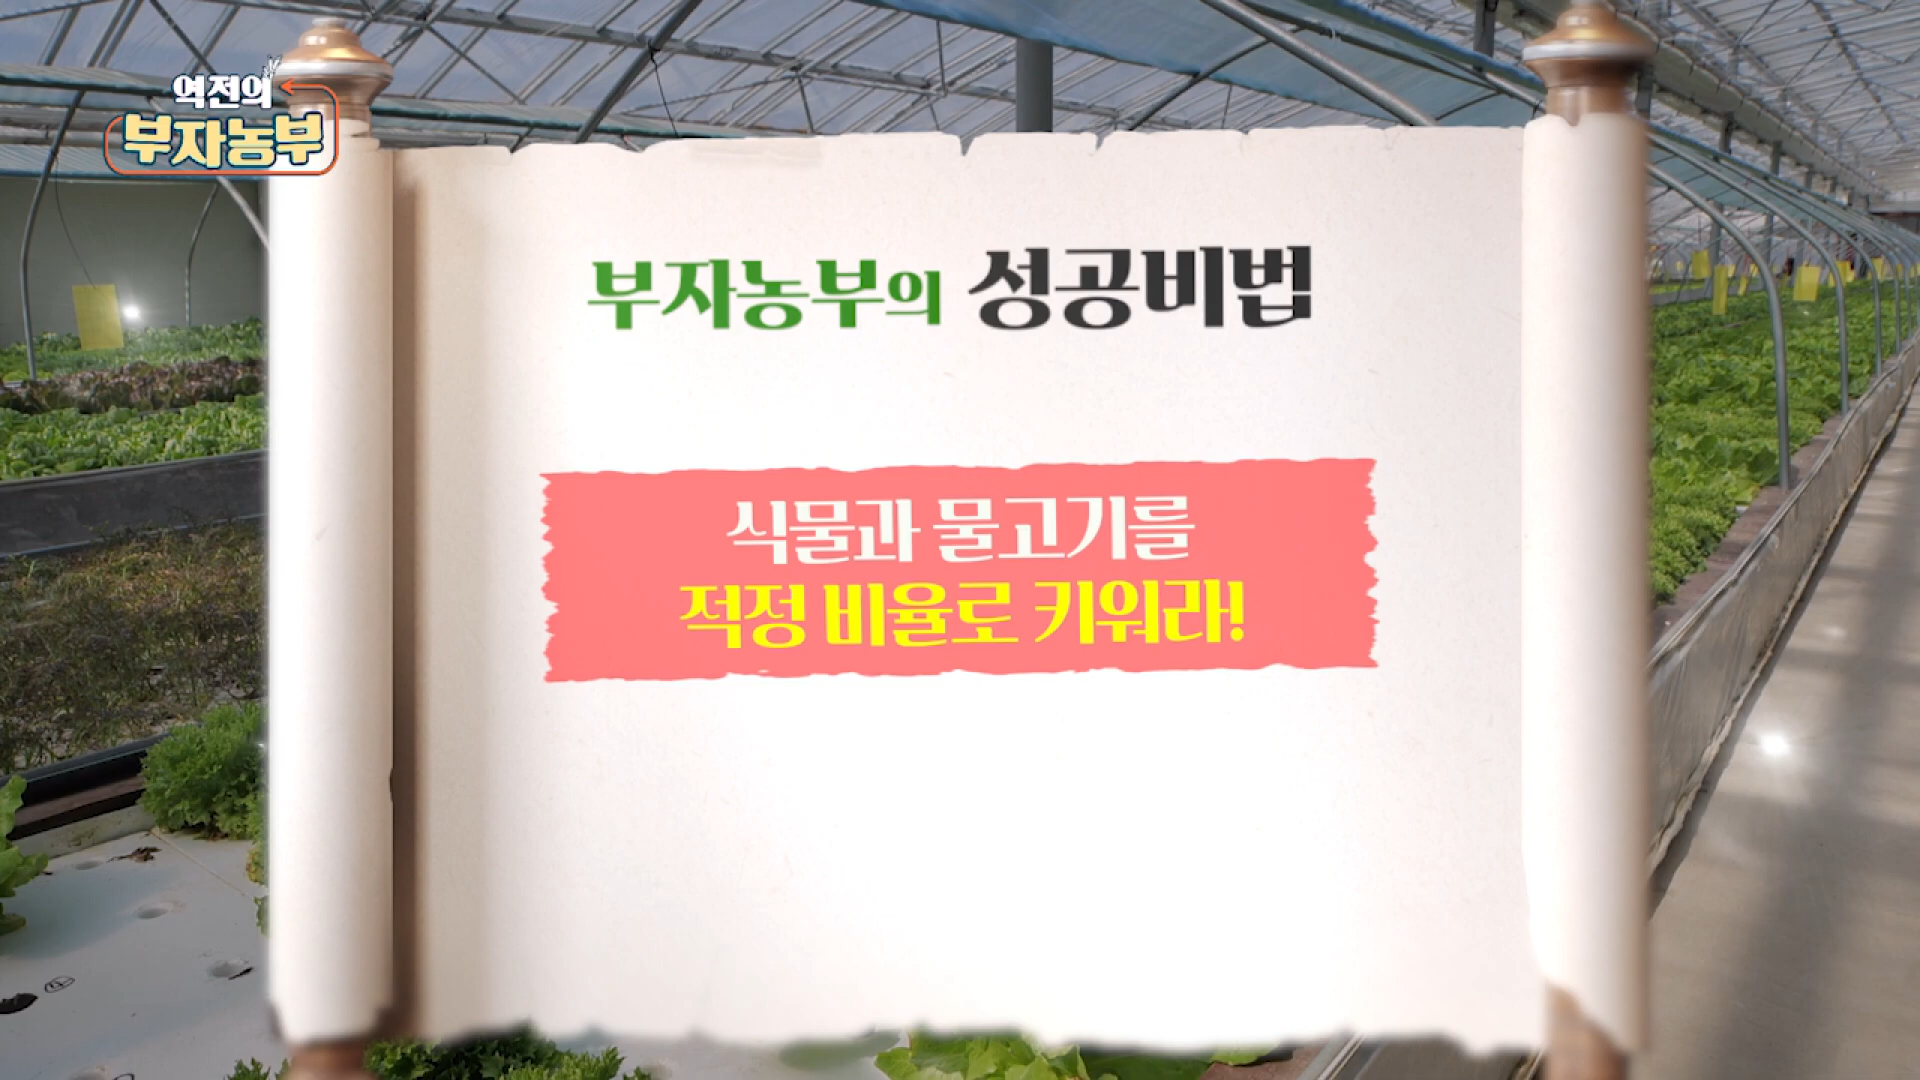 역전의
부자농부
부자농부의 성공비법
식물과 물고기를
적정 비율로 키워라!